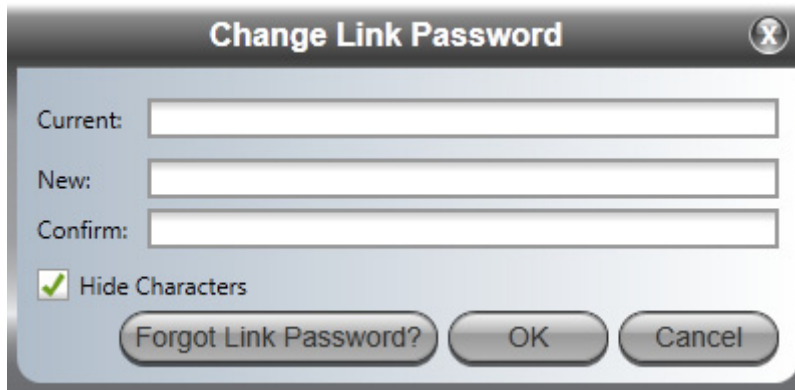 Change Link Password X
Current:
New:
Confirm:
Hide Characters
Forgot Link Password? OK Cancel